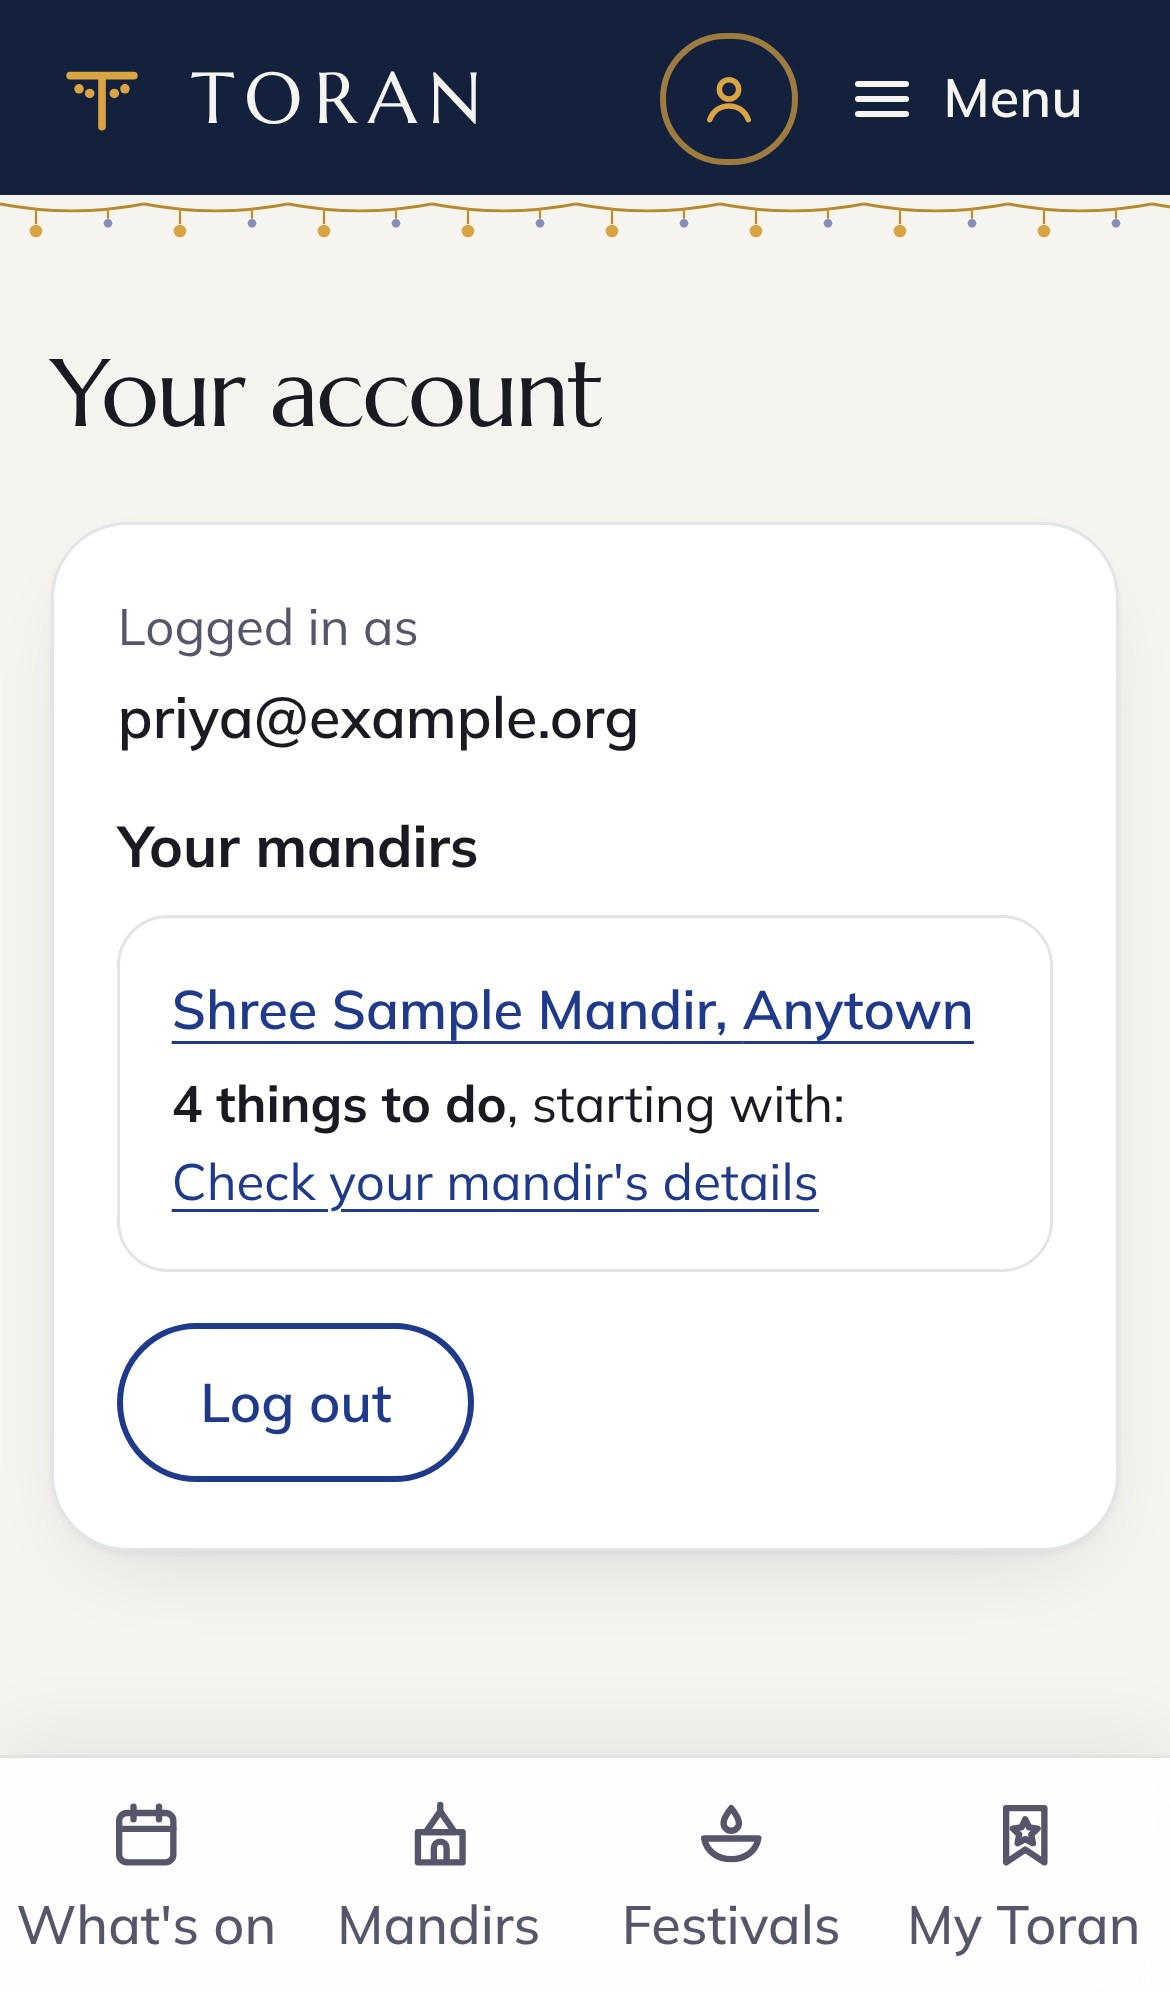 TORAN
Menu
Your account
Logged in as
priya@example.org
Your mandirs
Shree Sample Mandir, Anytown
4 things to do, starting with:
Check your mandir's details
Log out
What's on
Mandirs
Festivals
My Toran